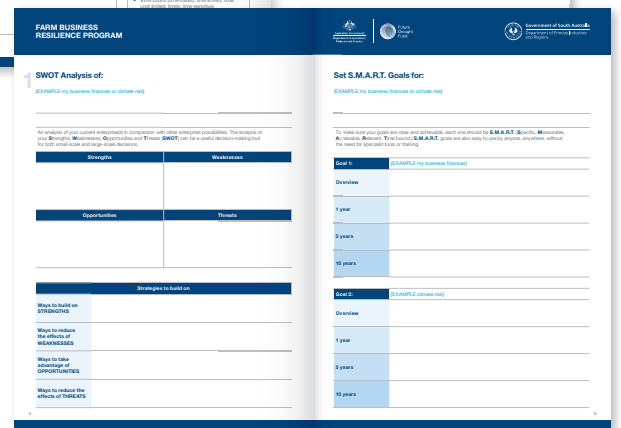 FARM BUSINESS
RESILIENCE PROGRAM
Future
Drought
Fund
Government of South Australia
Department of Primary Industries
and Regions
1
SWOT Analysis of:
[EXAMPLE my business finances or climate risk]
An analysis of your current enterprise(s) in comparison with other enterprise possibilities. The analysis of
your Strengths, Weaknesses, Opportunities and Threats (SWOT) can be a useful decision-making tool
for both small-scale and large-scale decisions.
Strengths
Weaknesses
Opportunities
Threats
Strategies to build on
Ways to build on
STRENGTHS
Ways to reduce
the effects of
WEAKNESSES
Ways to take
advantage of
OPPORTUNITIES
Ways to reduce the
effects of THREATS
4
Set S.M.A.R.T. Goals for:
[EXAMPLE my business finances or climate risk]
To make sure your goals are clear and achievable, each one should be S.M.A.R.T. (Specific, Measurable,
Achievable, Relevant, Time bound.) S.M.A.R.T. goals are also easy to use by anyone, anywhere, without
the need for specialist tools or training.
Goal 1:
[EXAMPLE my business finances]
Overview
1 year
5 years
10 years
Goal 2:
[EXAMPLE climate risk]
Overview
1 year
5 years
10 years
5